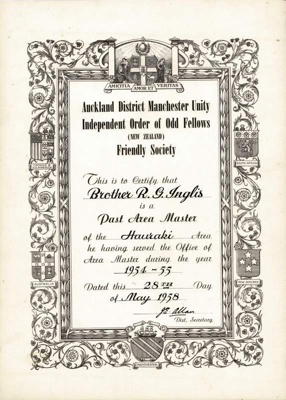 AMICITIA AMOR ET VERITAS
Auckland District Manchester Unity
Independent Order of Odd Fellows
(NEW ZEALAND)
Friendly Society
This is to Certify that
Brother R. G. Inglis
is a
Past Area Master
of the Hauraki Area
he having served the Office of
Area Master during the year
1954-55
Dated this 28th Day
of May 1958
Dist. Secretary
AUSTRALIA